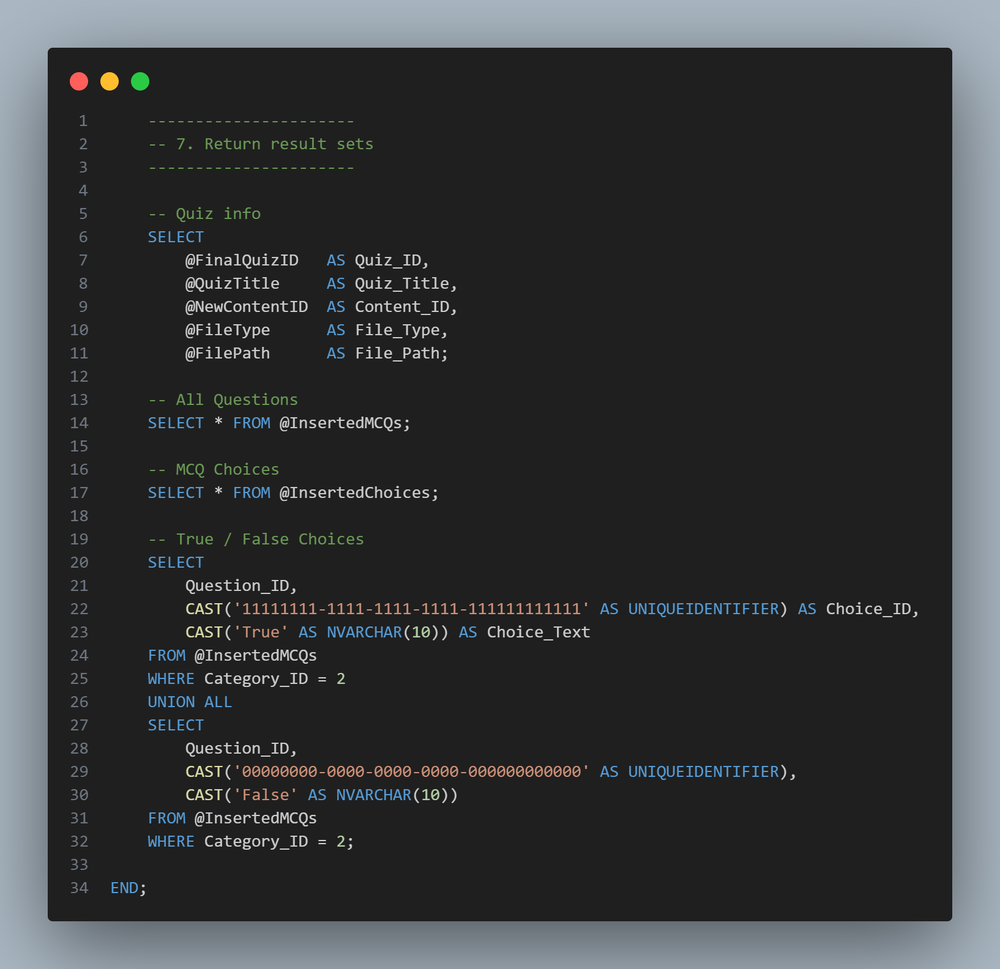 1 ----------------------
2 -- 7. Return result sets
3 ----------------------
4
5 -- Quiz info
6 SELECT
7 @FinalQuizID AS Quiz_ID,
8 @QuizTitle AS Quiz_Title,
9 @NewContentID AS Content_ID,
10 @FileType AS File_Type,
11 @FilePath AS File_Path;
12
13 -- All Questions
14 SELECT * FROM @InsertedMCQs;
15
16 -- MCQ Choices
17 SELECT * FROM @InsertedChoices;
18
19 -- True / False Choices
20 SELECT
21 Question_ID,
22 CAST('11111111-1111-1111-1111-111111111111' AS UNIQUEIDENTIFIER) AS Choice_ID,
23 CAST('True' AS NVARCHAR(10)) AS Choice_Text
24 FROM @InsertedMCQs
25 WHERE Category_ID = 2
26 UNION ALL
27 SELECT
28 Question_ID,
29 CAST('00000000-0000-0000-0000-000000000000' AS UNIQUEIDENTIFIER),
30 CAST('False' AS NVARCHAR(10))
31 FROM @InsertedMCQs
32 WHERE Category_ID = 2;
33
34 END;